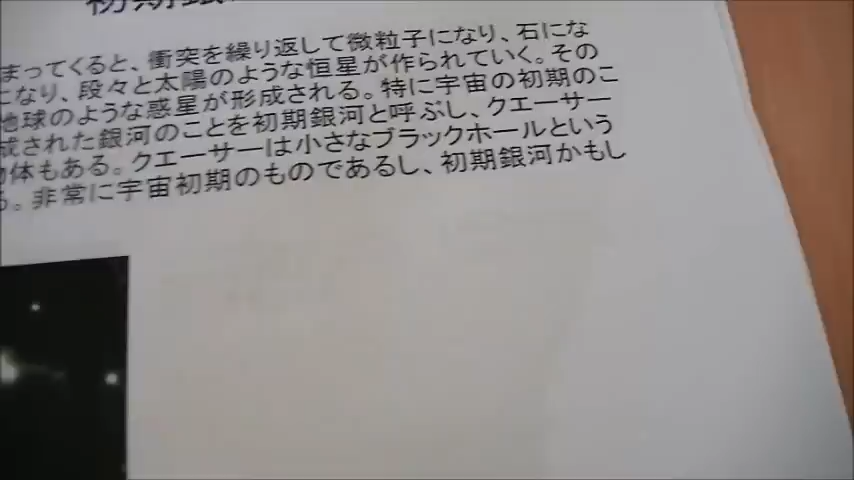 初期銀
まってくると、衝突を繰り返して微粒子になり、石にな
になり、段々と太陽のような恒星が作られていく。その
地球のような惑星が形成される。特に宇宙の初期のこ
成された銀河のことを初期銀河と呼ぶし、クエーサー
物体もある。クエーサーは小さなブラックホールという
る。非常に宇宙初期のものであるし、初期銀河かもし